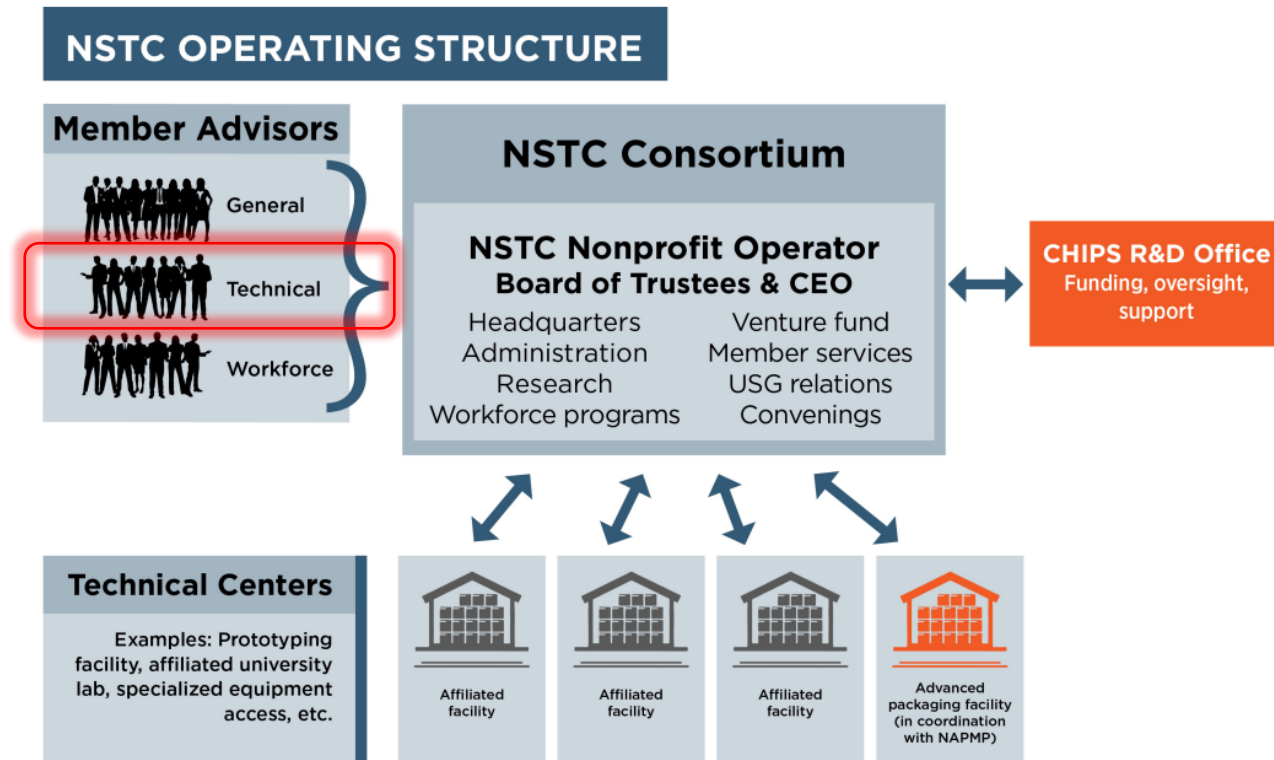 NSTC OPERATING STRUCTURE
Member Advisors
General
Technical
Workforce
NSTC Consortium
NSTC Nonprofit Operator
Board of Trustees & CEO
Headquarters
Administration
Research
Workforce programs
Venture fund
Member services
USG relations
Convenings
CHIPS R&D Office
Funding, oversight,
support
Technical Centers
Examples: Prototyping
facility, affiliated university
lab, specialized equipment
access, etc.
Affiliated
facility
Affiliated
facility
Affiliated
facility
Advanced
packaging facility
(in coordination
with NAPMP)